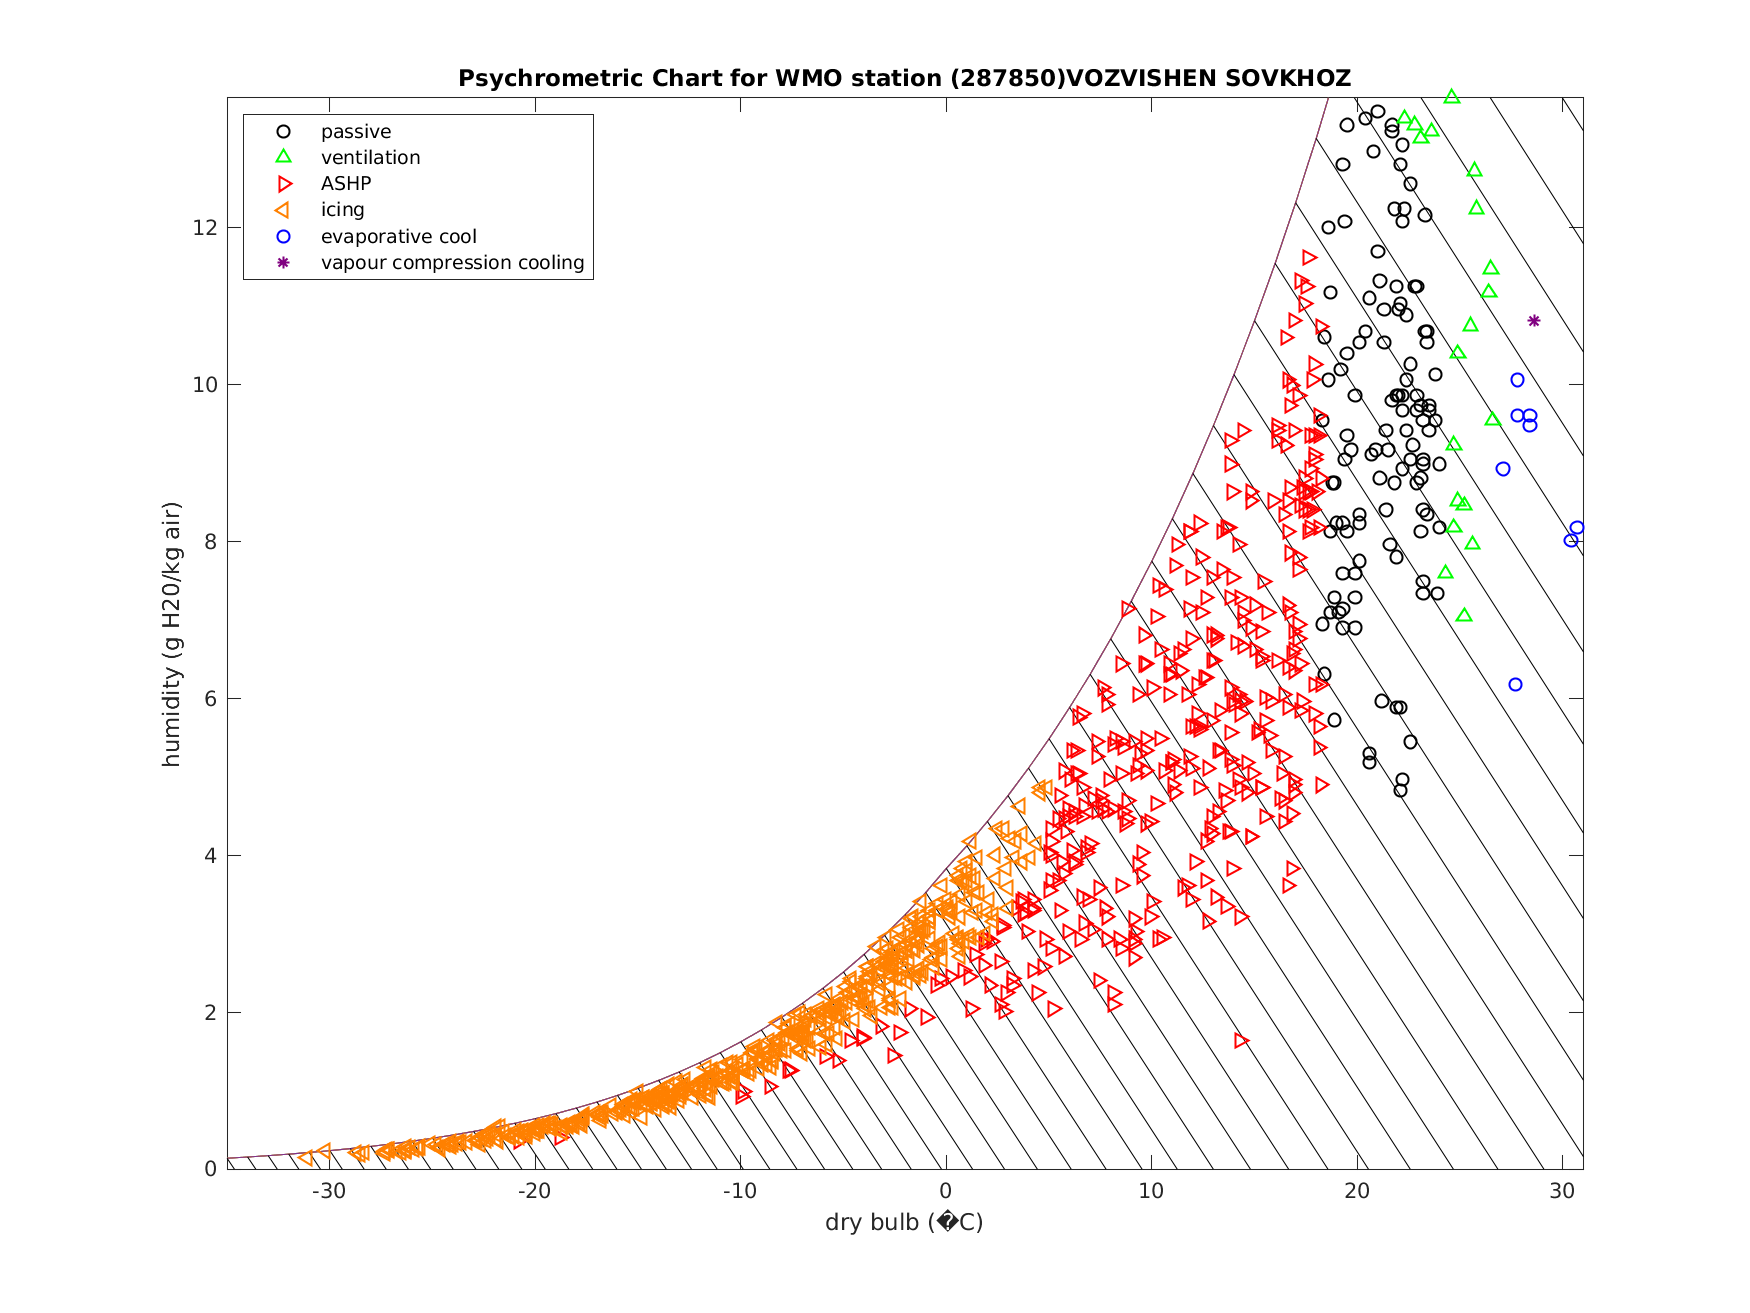 Psychrometric Chart for WMO station (287850)VOZVISHEN SOVKHOZ
passive
ventilation
ASHP
icing
evaporative cool
vapour compression cooling
humidity (g H20/kg air)
12
10
8
6
4
2
0
-30 -20 -10 0 10 20 30
dry bulb (�C)